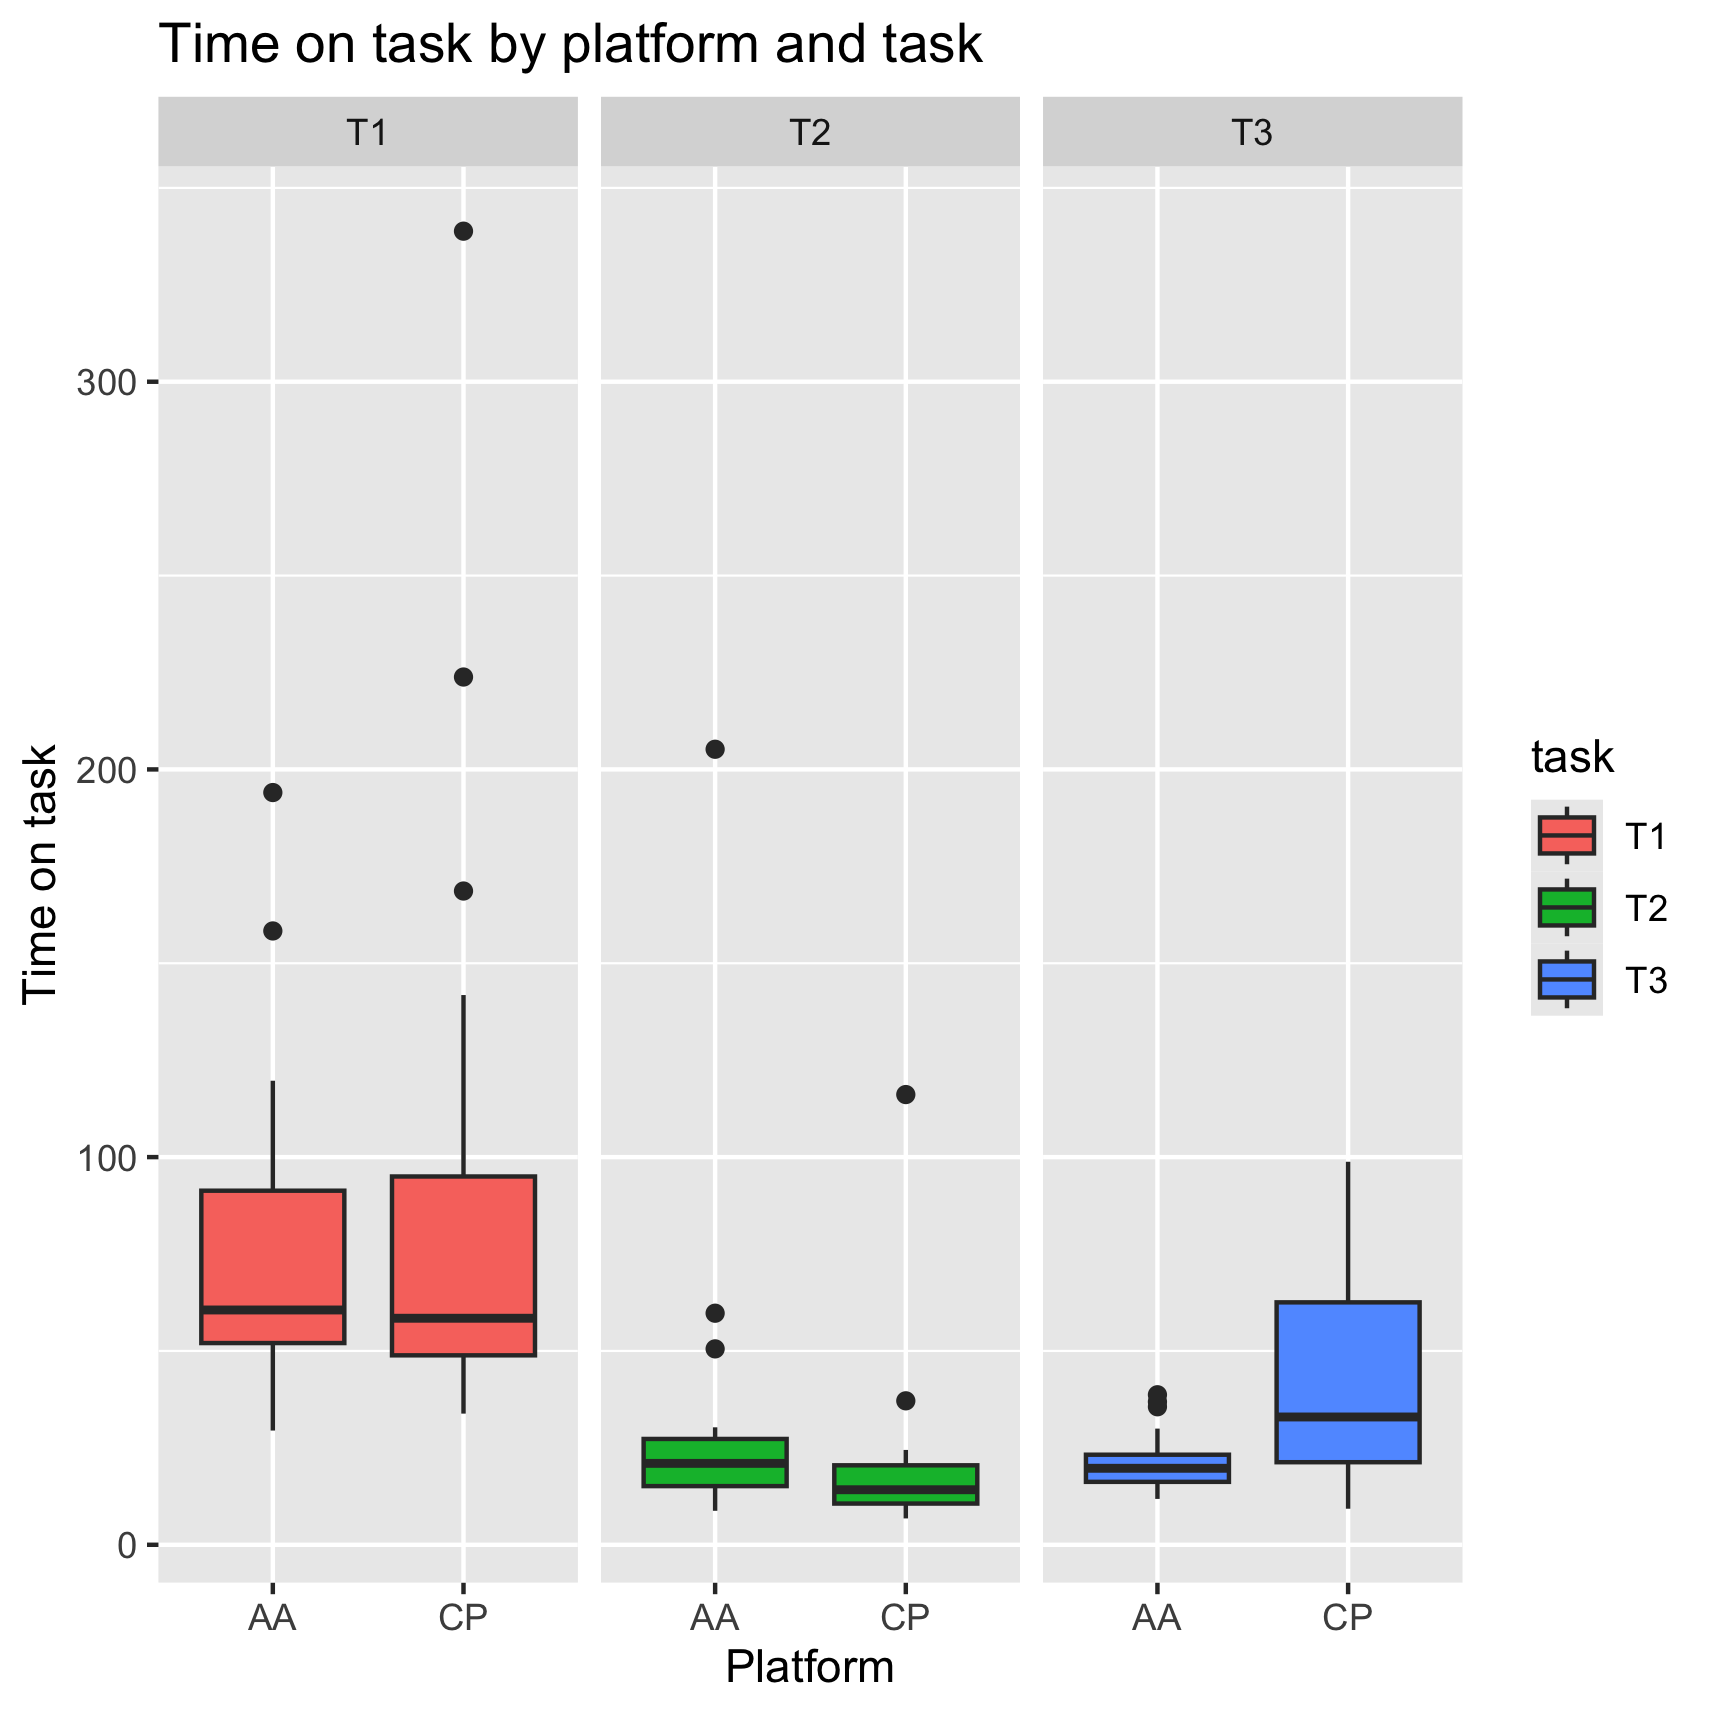 Time on task by platform and task
T1
T2
T3
Time on task
300
200
100
0
AA
CP
AA
CP
AA
CP
Platform
task
T1
T2
T3